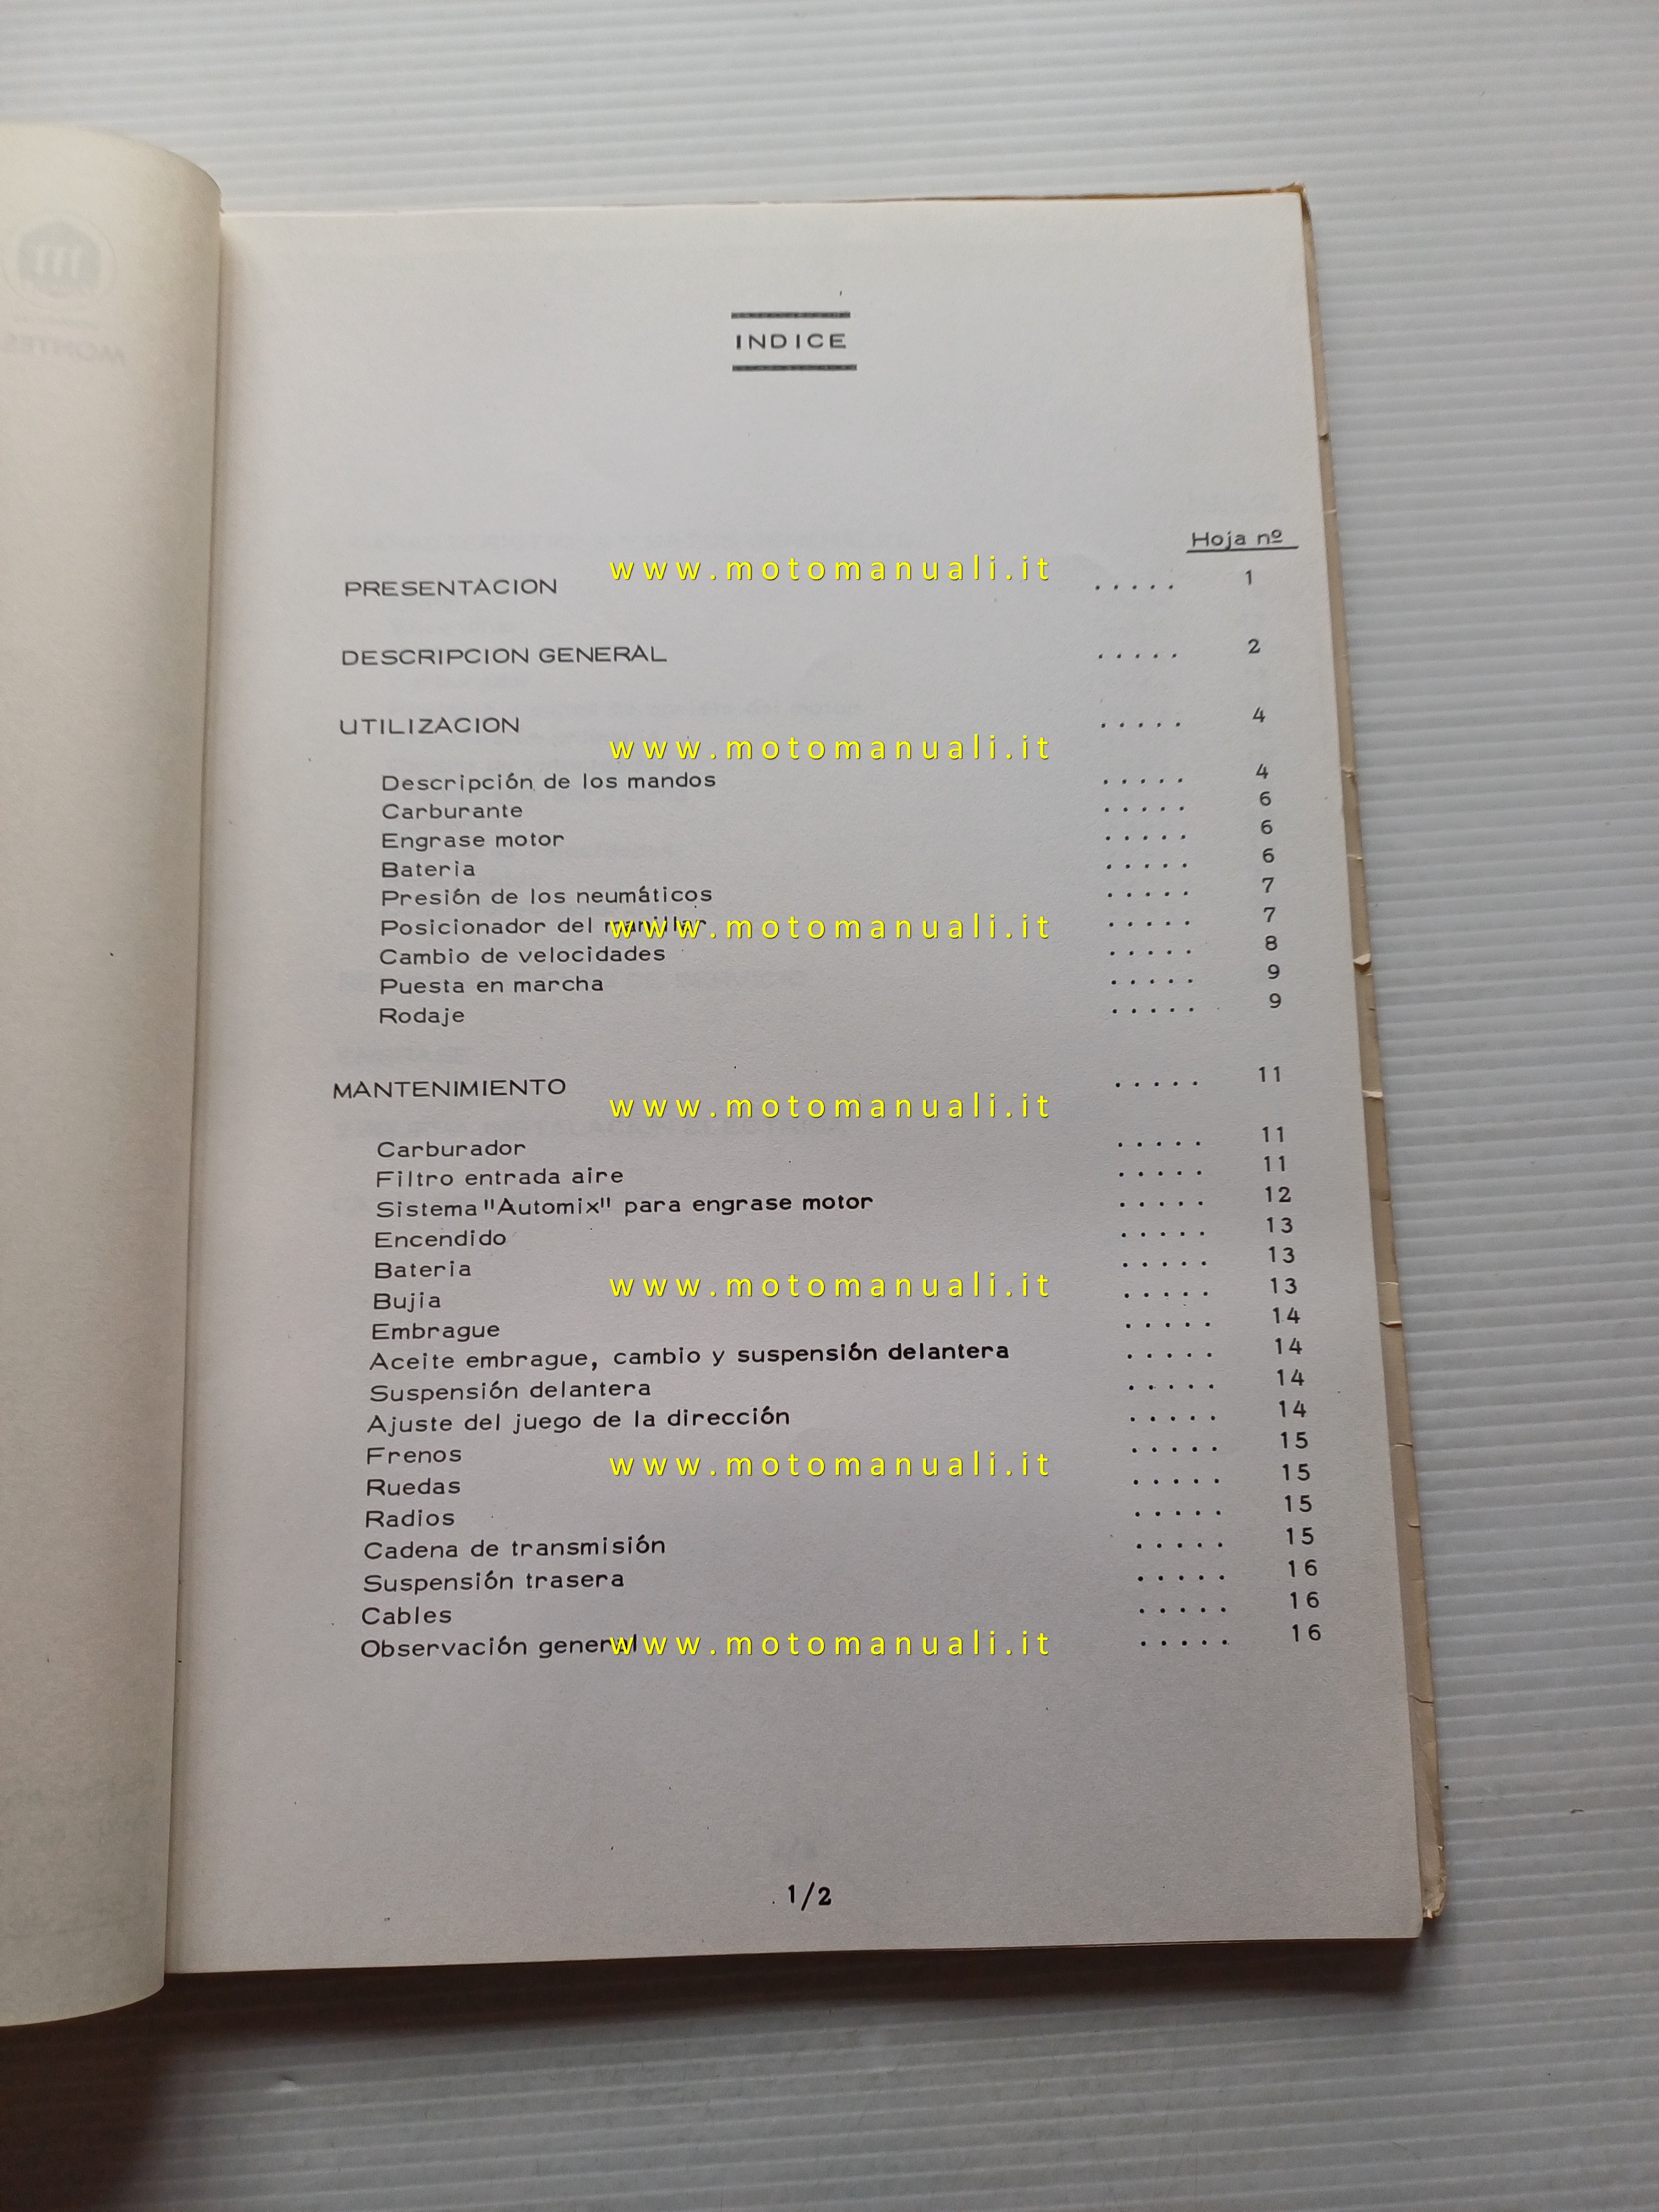 INDICE
Hoja nº
PRESENTACION ..... 1
DESCRIPCION GENERAL ..... 2
UTILIZACION ..... 4
Descripción de los mandos ..... 4
Carburante ..... 6
Engrase motor ..... 6
Bateria ..... 6
Presión de los neumáticos ..... 7
Posicionador del manillar ..... 7
Cambio de velocidades ..... 8
Puesta en marcha ..... 9
Rodaje ..... 9
MANTENIMIENTO ..... 11
Carburador ..... 11
Filtro entrada aire ..... 11
Sistema "Automix" para engrase motor ..... 12
Encendido ..... 13
Bateria ..... 13
Bujia ..... 13
Embrague ..... 14
Aceite embrague, cambio y suspensión delantera ..... 14
Suspensión delantera ..... 14
Ajuste del juego de la dirección ..... 14
Frenos ..... 15
Ruedas ..... 15
Radios ..... 15
Cadena de transmisión ..... 15
Suspensión trasera ..... 16
Cables ..... 16
Observación general ..... 16
1/2
www.motomanuali.it
www.motomanuali.it
www.motomanuali.it
www.motomanuali.it
www.motomanuali.it
www.motomanuali.it
www.motomanuali.it